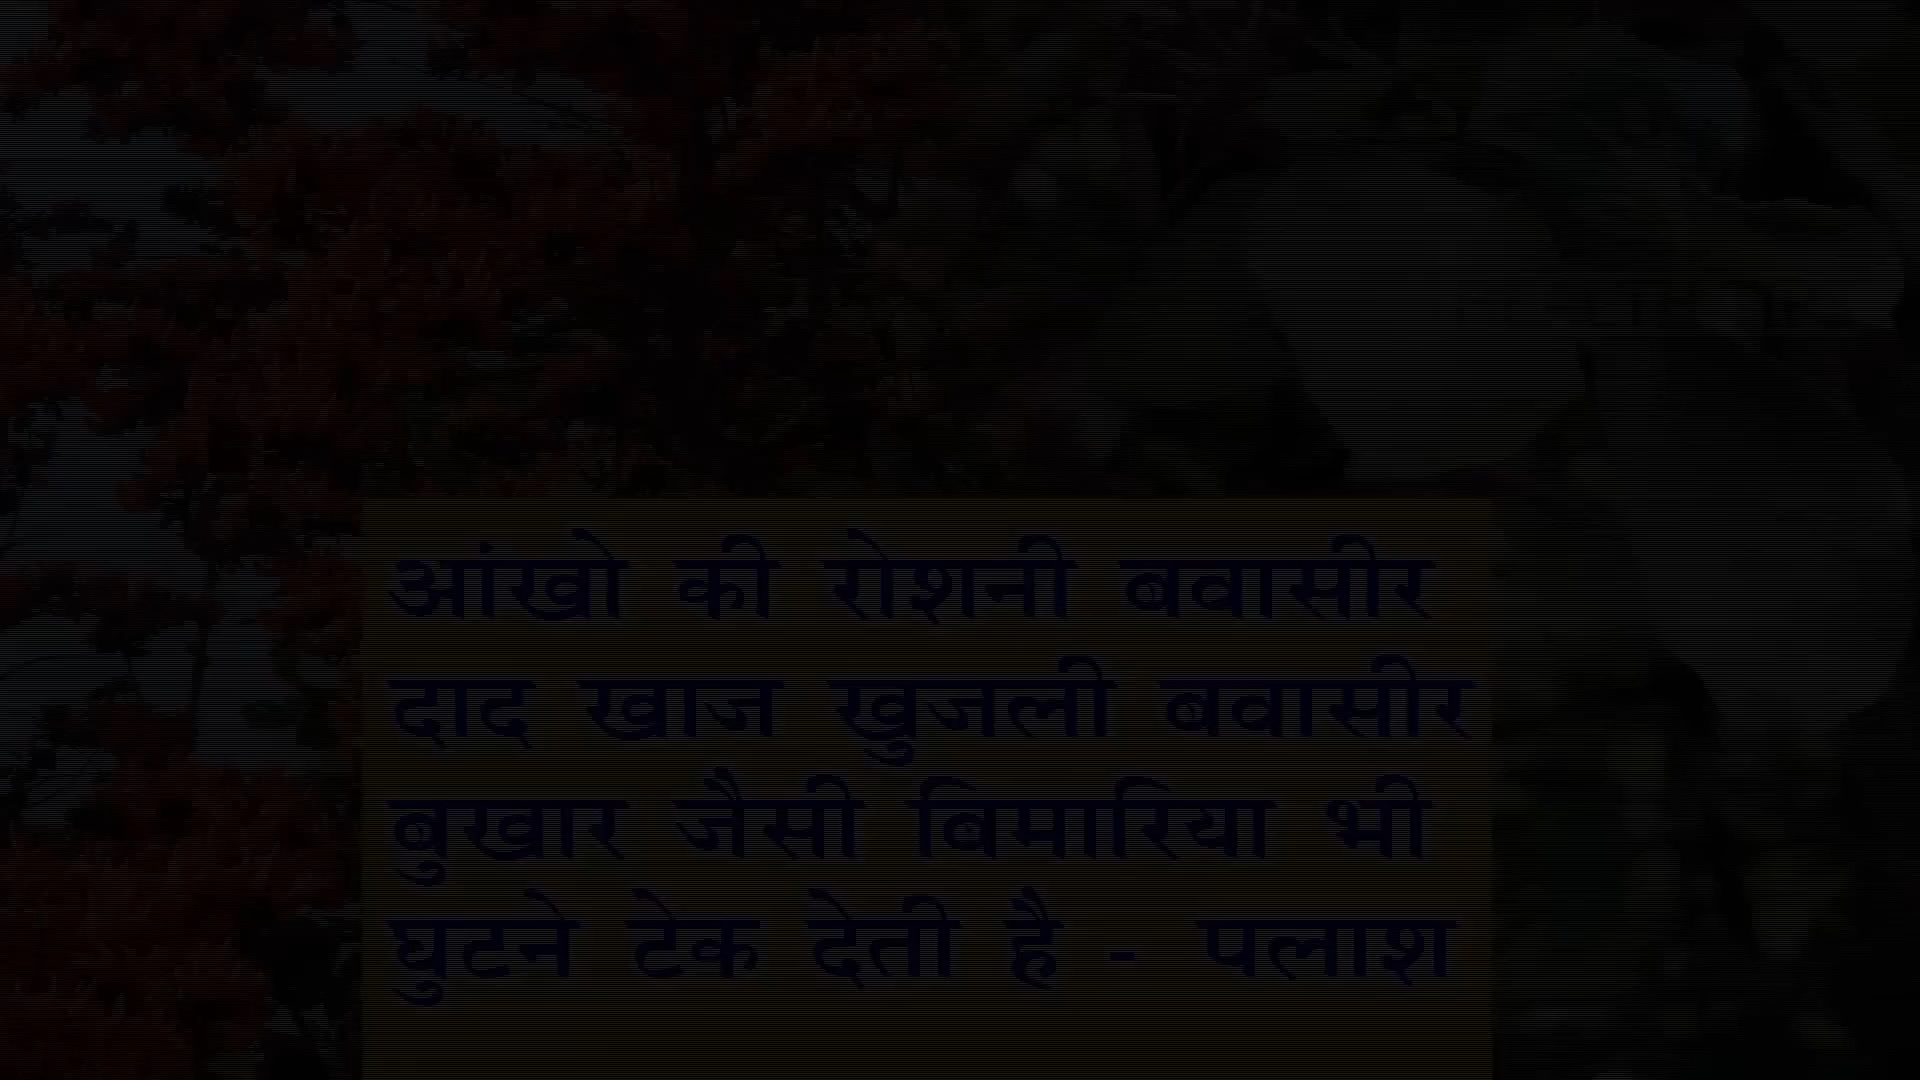 आंखो की रोशनी बवासीर
दाद खाज खुजली बवासीर
बुखार जैसी बिमारिया भी
घुटने टेक देती है - पलाश